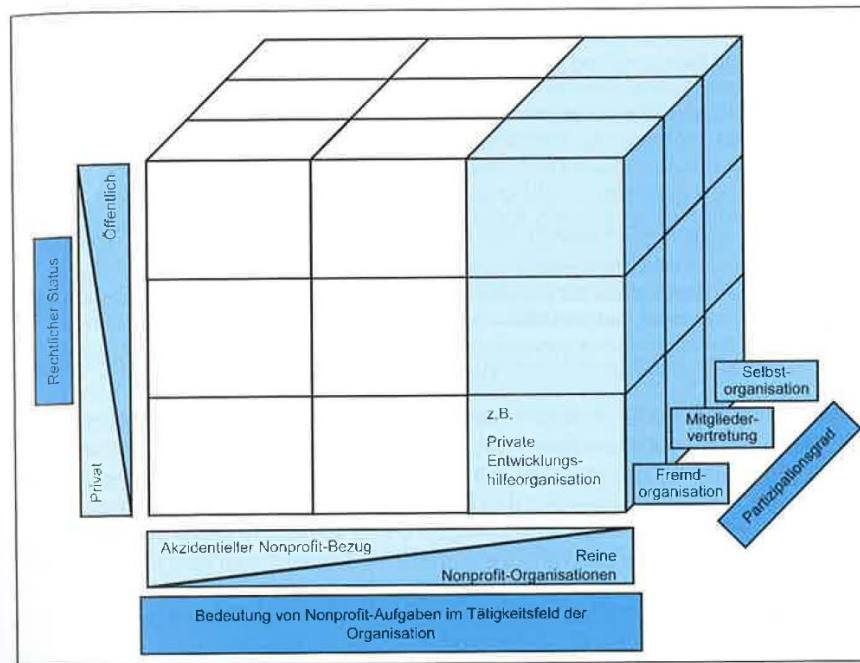 Öffentlich
Rechtlicher Status
Privat
z.B.
Private
Entwicklungs-
hilfeorganisation
Selbst-
organisation
Mitglieder-
vertretung
Fremd-
organisation
Partizipationsgrad
Akzidentieller Nonprofit-Bezug
Reine
Nonprofit-Organisationen
Bedeutung von Nonprofit-Aufgaben im Tätigkeitsfeld der
Organisation